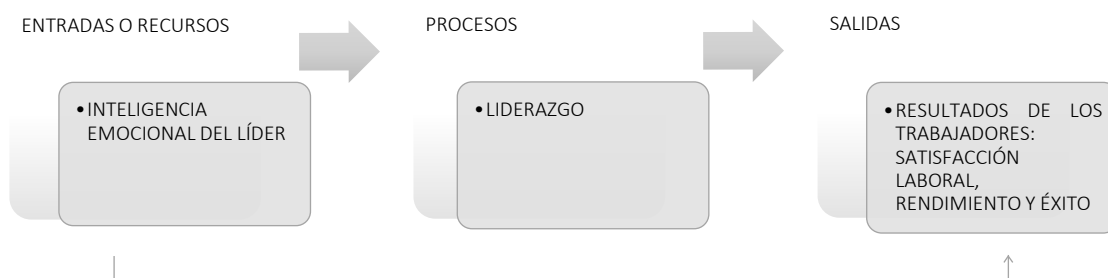 ENTRADAS O RECURSOS
•INTELIGENCIA
EMOCIONAL DEL LÍDER
PROCESOS
•LIDERAZGO
SALIDAS
•RESULTADOS DE LOS
TRABAJADORES:
SATISFACCIÓN
LABORAL,
RENDIMIENTO Y ÉXITO